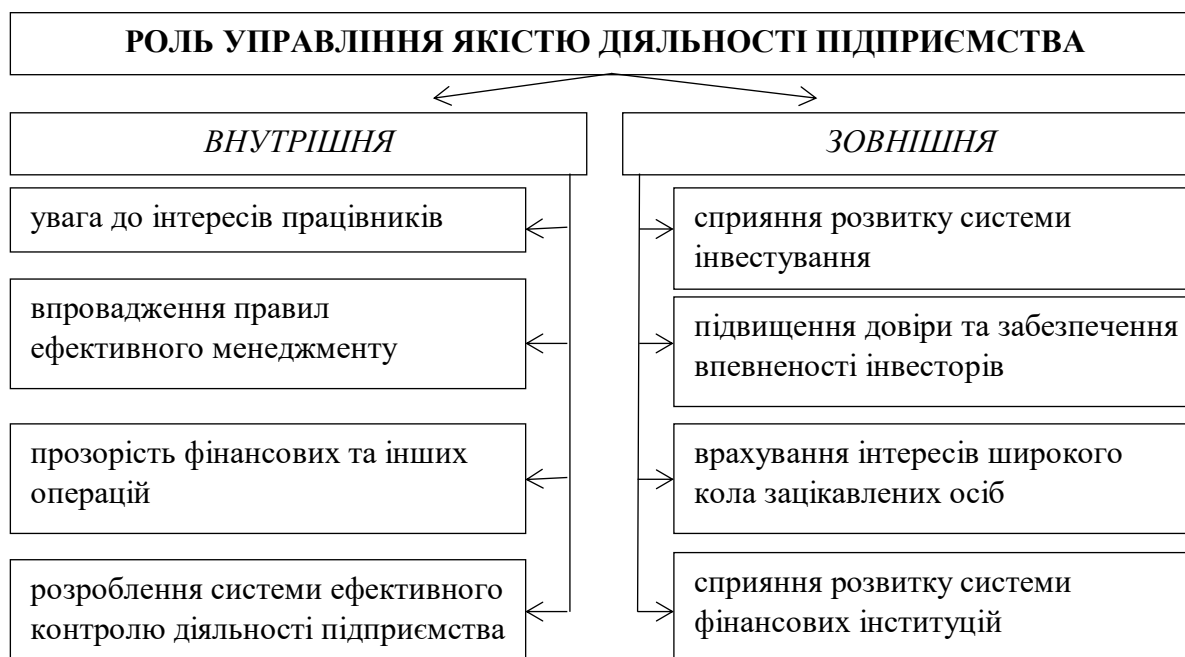 РОЛЬ УПРАВЛІННЯ ЯКІСТЮ ДІЯЛЬНОСТІ ПІДПРИЄМСТВА
ВНУТРІШНЯ
увага до інтересів працівників
впровадження правил
ефективного менеджменту
прозорість фінансових та інших
операцій
розроблення системи ефективного
контролю діяльності підприємства
ЗОВНІШНЯ
сприяння розвитку системи
інвестування
підвищення довіри та забезпечення
впевненості інвесторів
врахування інтересів широкого
кола зацікавлених осіб
сприяння розвитку системи
фінансових інституцій